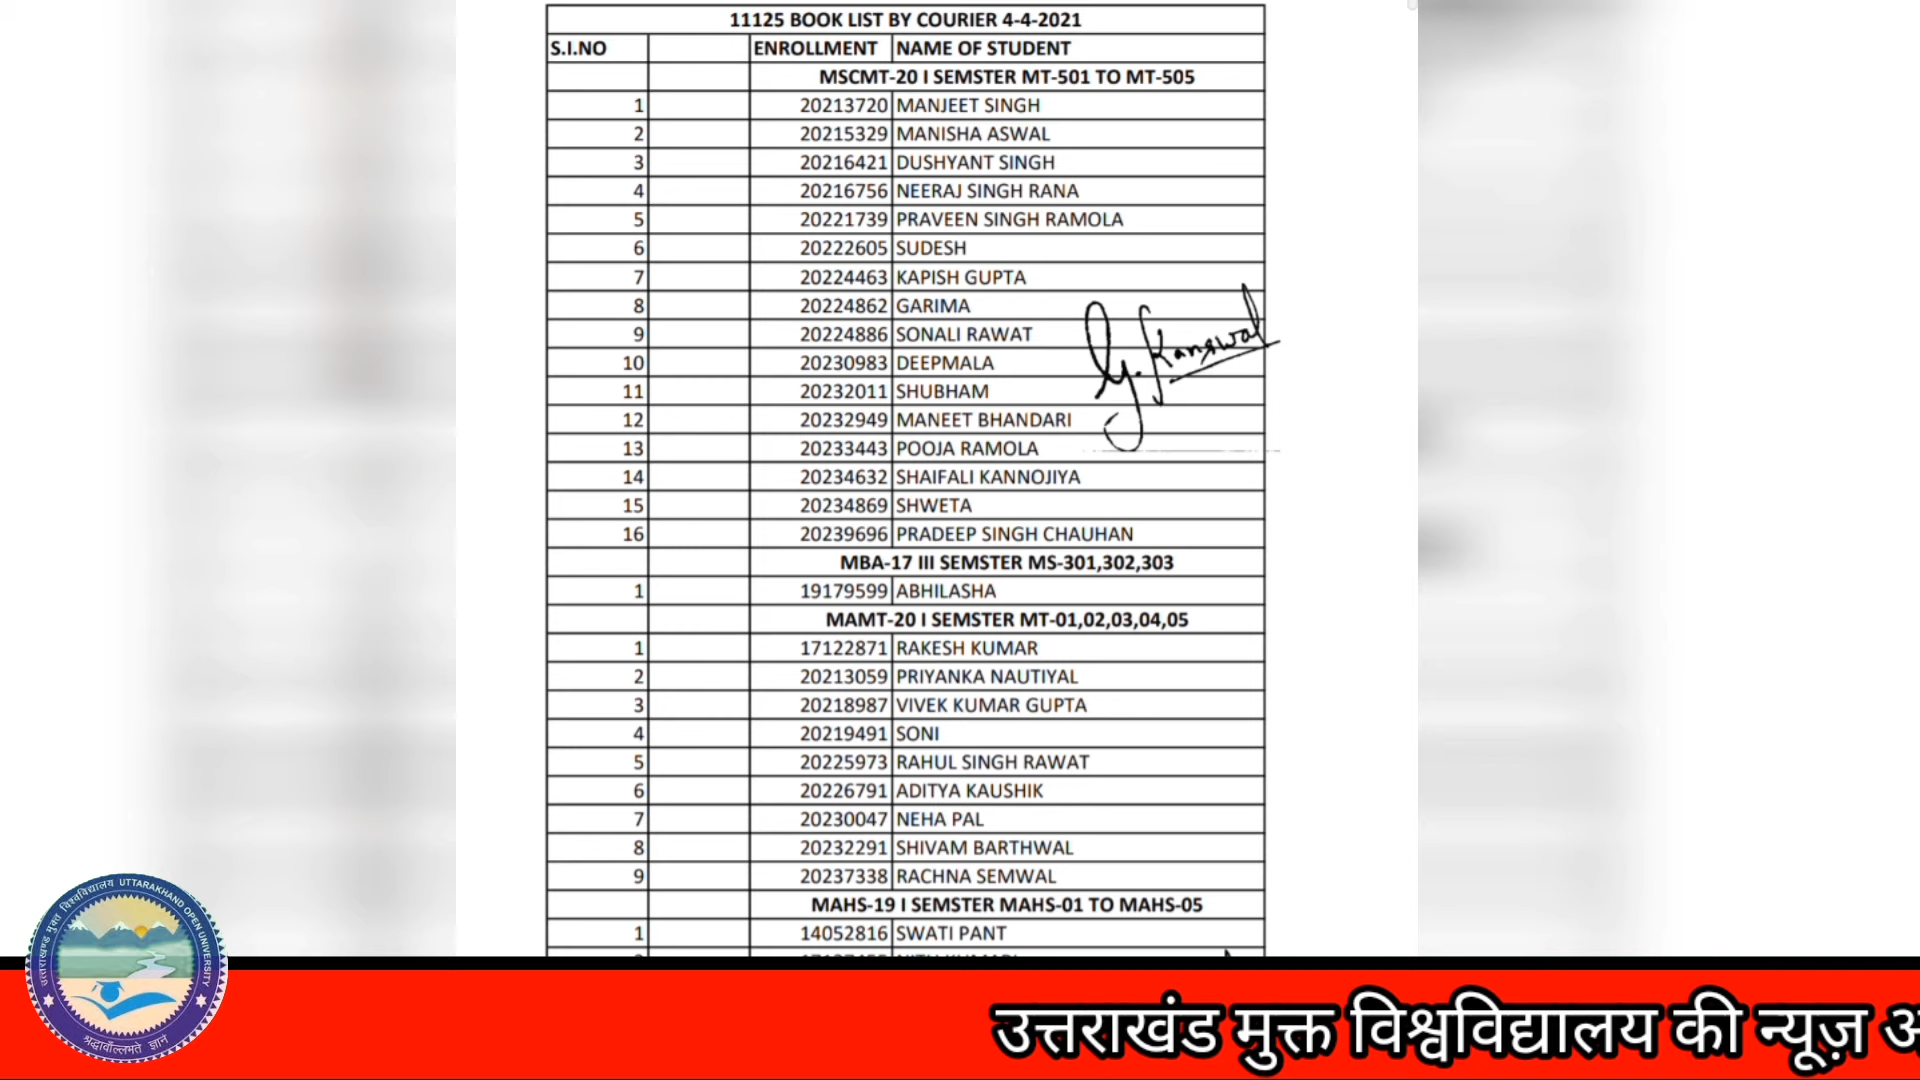 11125 BOOK LIST BY COURIER 4-4-2021
S.I.NO ENROLLMENT NAME OF STUDENT
MSCMT-20 I SEMSTER MT-501 TO MT-505
1 20213720 MANJEET SINGH
2 20215329 MANISHA ASWAL
3 20216421 DUSHYANT SINGH
4 20216756 NEERAJ SINGH RANA
5 20221739 PRAVEEN SINGH RAMOLA
6 20222605 SUDESH
7 20224463 KAPISH GUPTA
8 20224862 GARIMA
9 20224886 SONALI RAWAT
10 20230983 DEEPMALA
11 20232011 SHUBHAM
12 20232949 MANEET BHANDARI
13 20233443 POOJA RAMOLA
14 20234632 SHAIFALI KANNOJIYA
15 20234869 SHWETA
16 20239696 PRADEEP SINGH CHAUHAN
MBA-17 III SEMSTER MS-301,302,303
1 19179599 ABHILASHA
MAMT-20 I SEMSTER MT-01,02,03,04,05
1 17122871 RAKESH KUMAR
2 20213059 PRIYANKA NAUTIYAL
3 20218987 VIVEK KUMAR GUPTA
4 20219491 SONI
5 20225973 RAHUL SINGH RAWAT
6 20226791 ADITYA KAUSHIK
7 20230047 NEHA PAL
8 20232291 SHIVAM BARTHWAL
9 20237338 RACHNA SEMWAL
MAHS-19 I SEMSTER MAHS-01 TO MAHS-05
1 14052816 SWATI PANT
उत्तराखण्ड मुक्त विश्वविद्यालय UTTARAKHAND OPEN UNIVERSITY
उत्तराखंड मुक्त विश्वविद्यालय की न्यूज़ अ